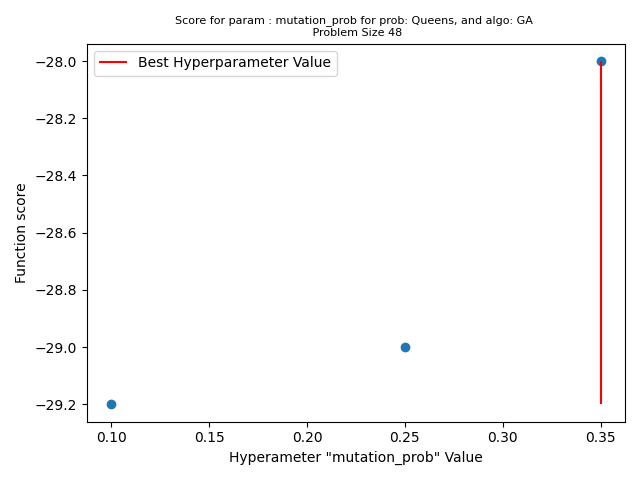 Score for param : mutation_prob for prob: Queens, and algo: GA
Problem Size 48
Best Hyperparameter Value
−28.0
−28.2
−28.4
−28.6
−28.8
−29.0
−29.2
Function score
0.10 0.15 0.20 0.25 0.30 0.35
Hyperameter "mutation_prob" Value